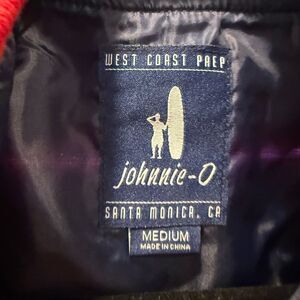 WEST COAST PREP
johnnie-O
SANTA MONICA, CA
MEDIUM
MADE IN CHINA